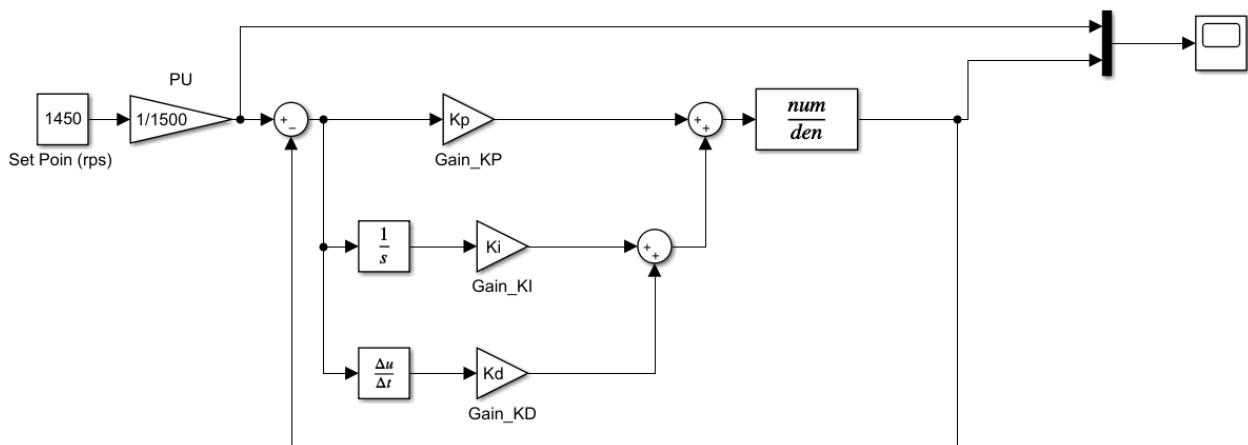 PU
1450
1/1500
Set Poin (rps)
+
−
Kp
Gain_KP
+
+
num
den
1
s
Ki
Gain_KI
+
+
Δu
Δt
Kd
Gain_KD